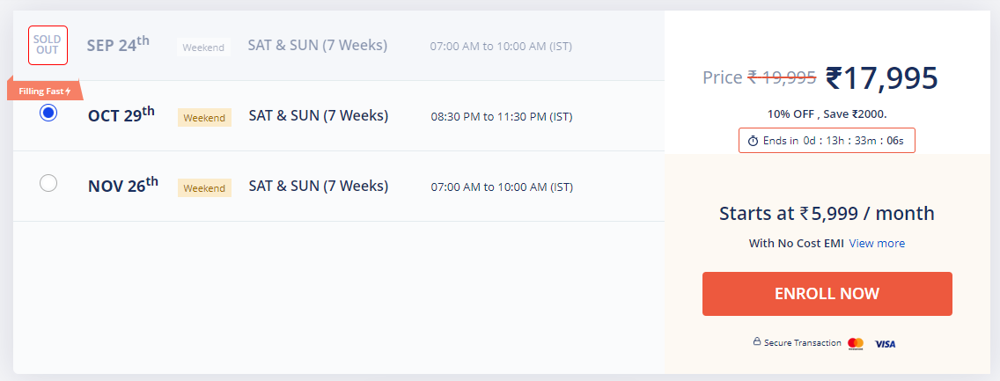 SOLD OUT
SEP 24th Weekend SAT & SUN (7 Weeks) 07:00 AM to 10:00 AM (IST)
Filling Fast
OCT 29th Weekend SAT & SUN (7 Weeks) 08:30 PM to 11:30 PM (IST)
NOV 26th Weekend SAT & SUN (7 Weeks) 07:00 AM to 10:00 AM (IST)
Price ₹ 19,995 ₹17,995
10% OFF , Save ₹2000.
Ends in 0d : 13h : 33m : 06s
Starts at ₹ 5,999 / month
With No Cost EMI View more
ENROLL NOW
Secure Transaction VISA